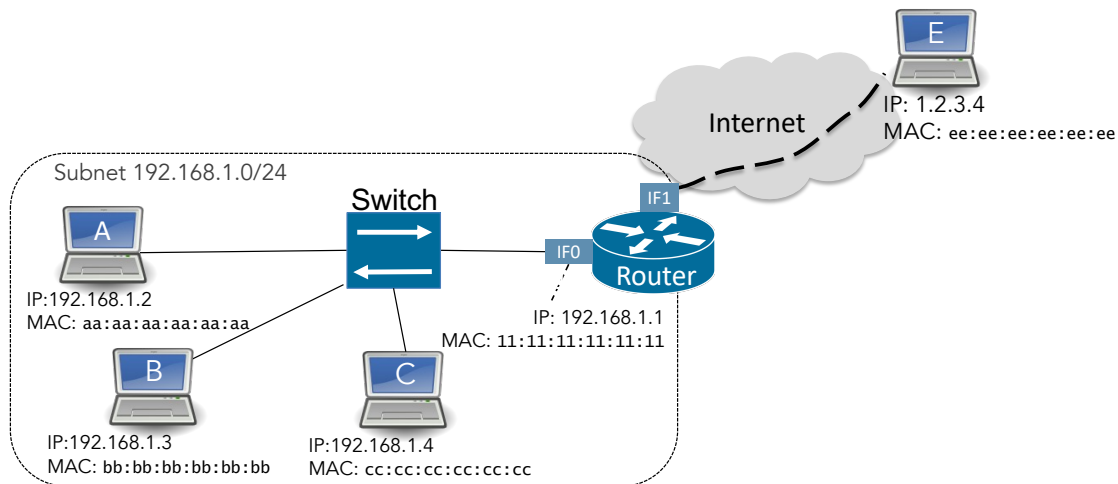 E
IP: 1.2.3.4
MAC: ee:ee:ee:ee:ee:ee
Internet
Subnet 192.168.1.0/24
Switch
IF1
A
IF0
Router
IP:192.168.1.2
MAC: aa:aa:aa:aa:aa:aa
IP: 192.168.1.1
MAC: 11:11:11:11:11:11
B
C
IP:192.168.1.3
MAC: bb:bb:bb:bb:bb:bb
IP:192.168.1.4
MAC: cc:cc:cc:cc:cc:cc